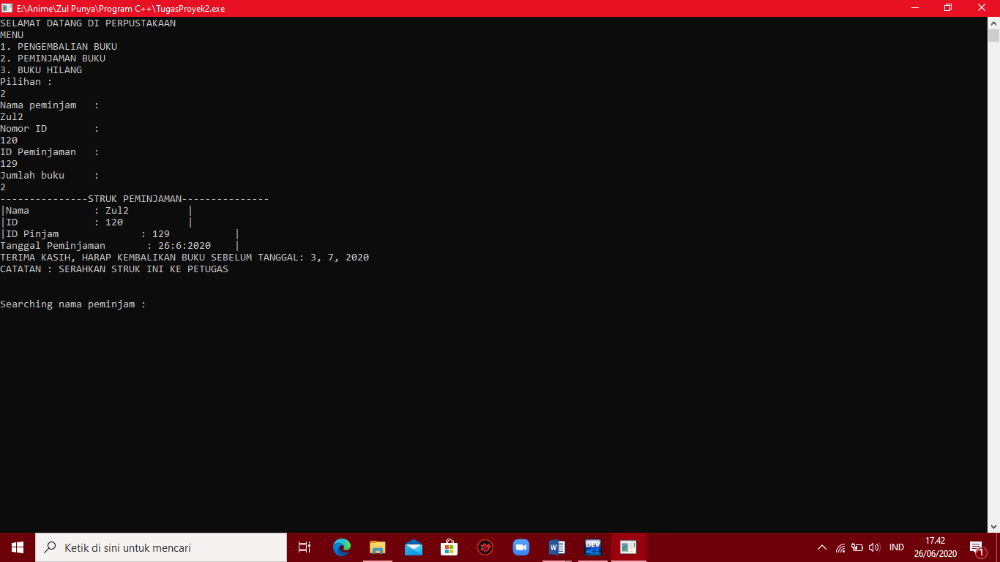 E:\Anime\Zul Punya\Program C++\TugasProyek2.exe
SELAMAT DATANG DI PERPUSTAKAAN
MENU
1. PENGEMBALIAN BUKU
2. PEMINJAMAN BUKU
3. BUKU HILANG
Pilihan :
2
Nama peminjam   :
Zul2
Nomor ID        :
120
ID Peminjaman   :
129
Jumlah buku     :
2
---------------STRUK PEMINJAMAN---------------
|Nama           : Zul2          |
|ID             : 120           |
|ID Pinjam              : 129           |
Tanggal Peminjaman       : 26:6:2020    |
TERIMA KASIH, HARAP KEMBALIKAN BUKU SEBELUM TANGGAL: 3, 7, 2020
CATATAN : SERAHKAN STRUK INI KE PETUGAS
Searching nama peminjam :
Ketik di sini untuk mencari
DEV
IND
17.42
26/06/2020
1